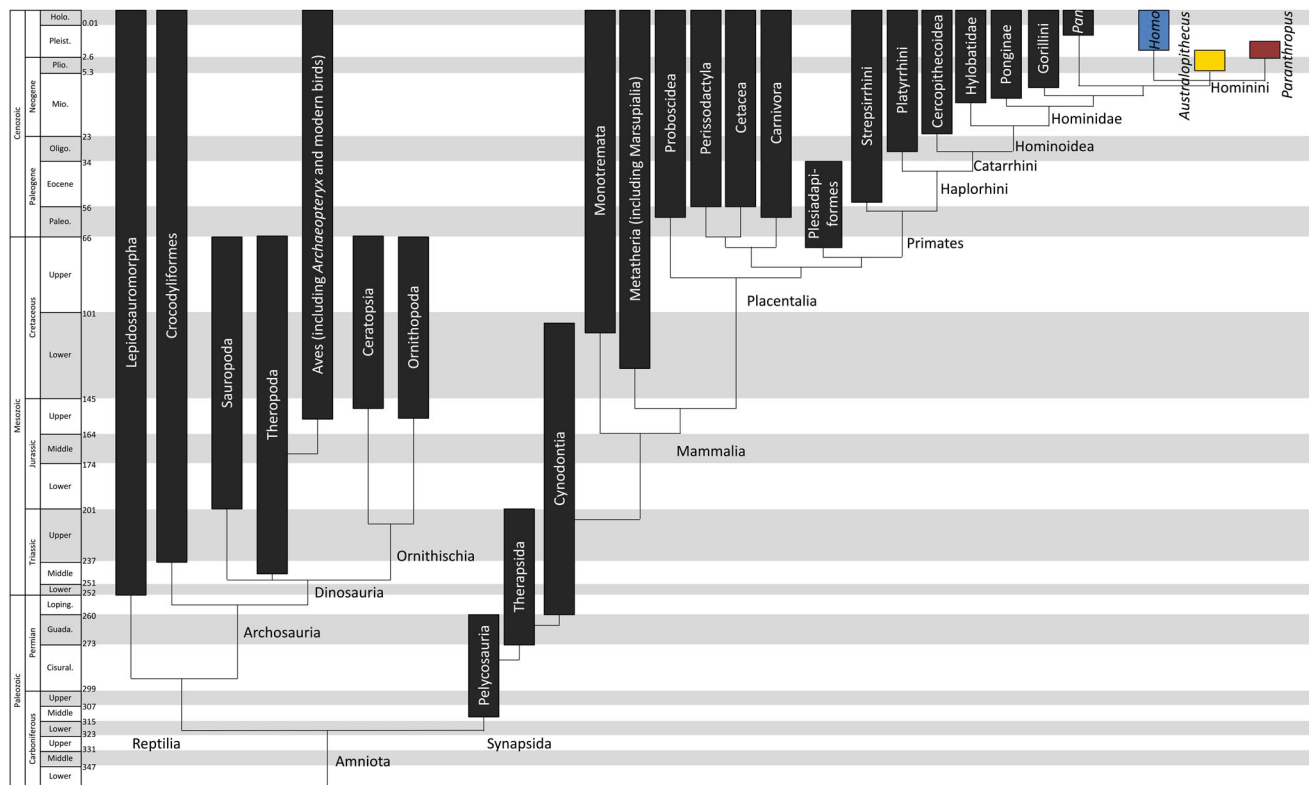 Cenozoic
Mesozoic
Paleozoic
Neogene
Paleogene
Cretaceous
Jurassic
Triassic
Permian
Carboniferous
Holo.
0.01
Pleist.
2.6
Plio.
5.3
Mio.
23
Oligo.
34
Eocene
56
Paleo.
66
Upper
101
Lower
145
Upper
164
Middle
174
Lower
201
Upper
237
Middle
251
Lower
252
Loping.
260
Guada.
273
Cisural.
299
Upper
307
Middle
315
Lower
323
Upper
331
Middle
347
Lower
Lepidosauromorpha
Crocodyliformes
Sauropoda
Theropoda
Aves (including Archaeopteryx and modern birds)
Ceratopsia
Ornithopoda
Pelycosauria
Therapsida
Cynodontia
Monotremata
Metatheria (including Marsupialia)
Proboscidea
Perissodactyla
Cetacea
Carnivora
Plesiadapi-
formes
Strepsirrhini
Platyrrhini
Cercopithecoidea
Hylobatidae
Ponginae
Gorillini
Pan
Homo
Australopithecus
Paranthropus
Hominini
Hominidae
Hominoidea
Catarrhini
Haplorhini
Primates
Placentalia
Mammalia
Ornithischia
Dinosauria
Archosauria
Reptilia
Synapsida
Amniota